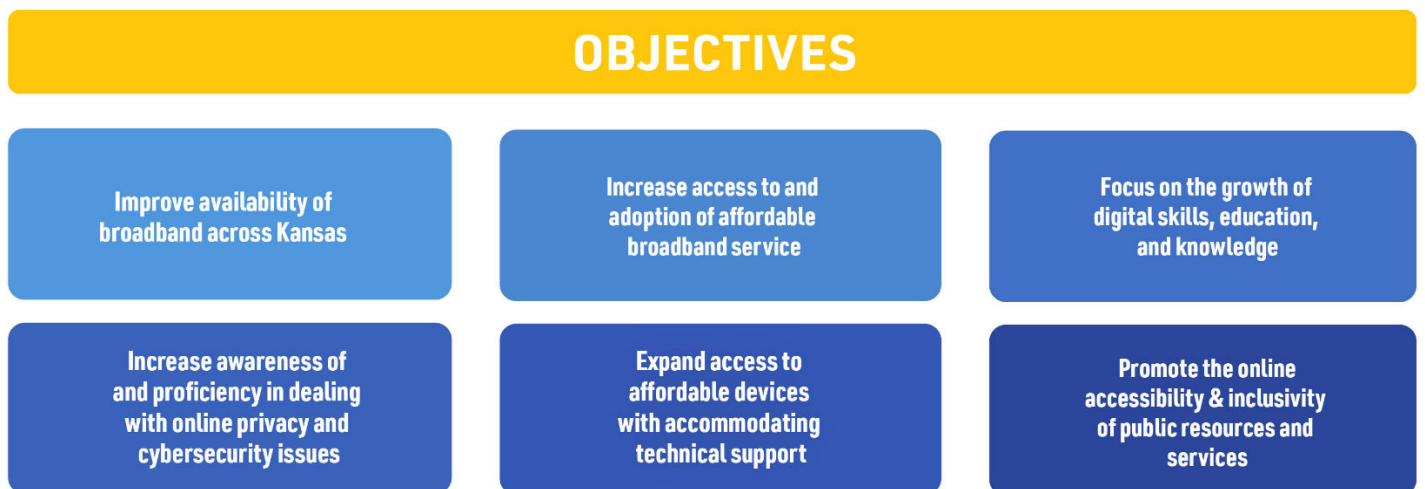 OBJECTIVES
Improve availability of
broadband across Kansas
Increase access to and
adoption of affordable
broadband service
Focus on the growth of
digital skills, education,
and knowledge
Increase awareness of
and proficiency in dealing
with online privacy and
cybersecurity issues
Expand access to
affordable devices
with accommodating
technical support
Promote the online
accessibility & inclusivity
of public resources and
services